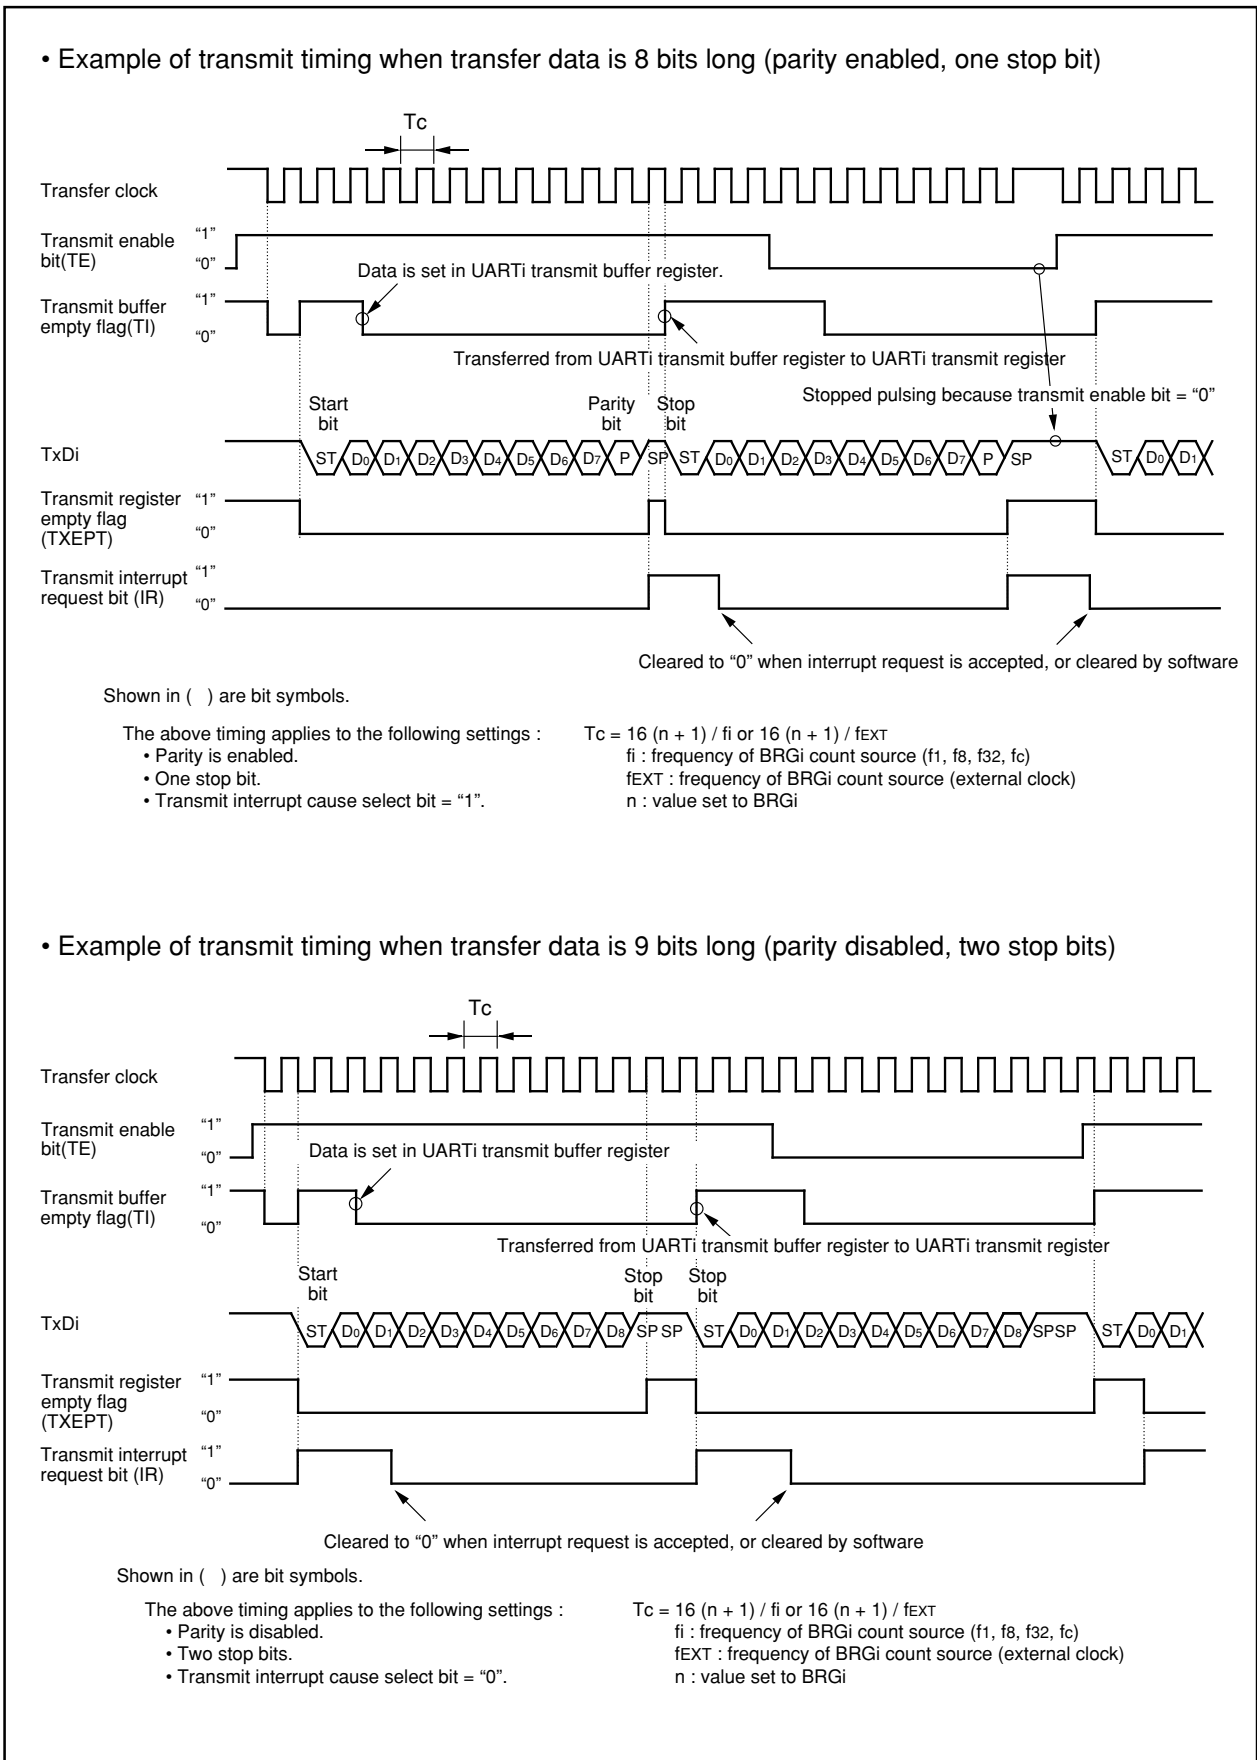 • Example of transmit timing when transfer data is 8 bits long (parity enabled, one stop bit)
Tc
Transfer clock
Transmit enable
bit(TE)
“1”
“0”
Data is set in UARTi transmit buffer register.
Transmit buffer
empty flag(TI)
“1”
“0”
Transferred from UARTi transmit buffer register to UARTi transmit register
Stopped pulsing because transmit enable bit = “0”
Start
bit
Parity
bit
Stop
bit
TxDi
ST D0 D1 D2 D3 D4 D5 D6 D7 P SP ST D0 D1 D2 D3 D4 D5 D6 D7 P SP ST D0 D1
Transmit register
empty flag
(TXEPT)
“1”
“0”
Transmit interrupt
request bit (IR)
“1”
“0”
Cleared to “0” when interrupt request is accepted, or cleared by software
Shown in ( ) are bit symbols.
The above timing applies to the following settings :
• Parity is enabled.
• One stop bit.
• Transmit interrupt cause select bit = “1”.
Tc = 16 (n + 1) / fi or 16 (n + 1) / fEXT
fi : frequency of BRGi count source (f1, f8, f32, fc)
fEXT : frequency of BRGi count source (external clock)
n : value set to BRGi
• Example of transmit timing when transfer data is 9 bits long (parity disabled, two stop bits)
Tc
Transfer clock
Transmit enable
bit(TE)
“1”
“0”
Data is set in UARTi transmit buffer register
Transmit buffer
empty flag(TI)
“1”
“0”
Transferred from UARTi transmit buffer register to UARTi transmit register
Start
bit
Stop
bit
Stop
bit
TxDi
ST D0 D1 D2 D3 D4 D5 D6 D7 D8 SP SP ST D0 D1 D2 D3 D4 D5 D6 D7 D8 SPSP ST D0 D1
Transmit register
empty flag
(TXEPT)
“1”
“0”
Transmit interrupt
request bit (IR)
“1”
“0”
Cleared to “0” when interrupt request is accepted, or cleared by software
Shown in ( ) are bit symbols.
The above timing applies to the following settings :
• Parity is disabled.
• Two stop bits.
• Transmit interrupt cause select bit = “0”.
Tc = 16 (n + 1) / fi or 16 (n + 1) / fEXT
fi : frequency of BRGi count source (f1, f8, f32, fc)
fEXT : frequency of BRGi count source (external clock)
n : value set to BRGi